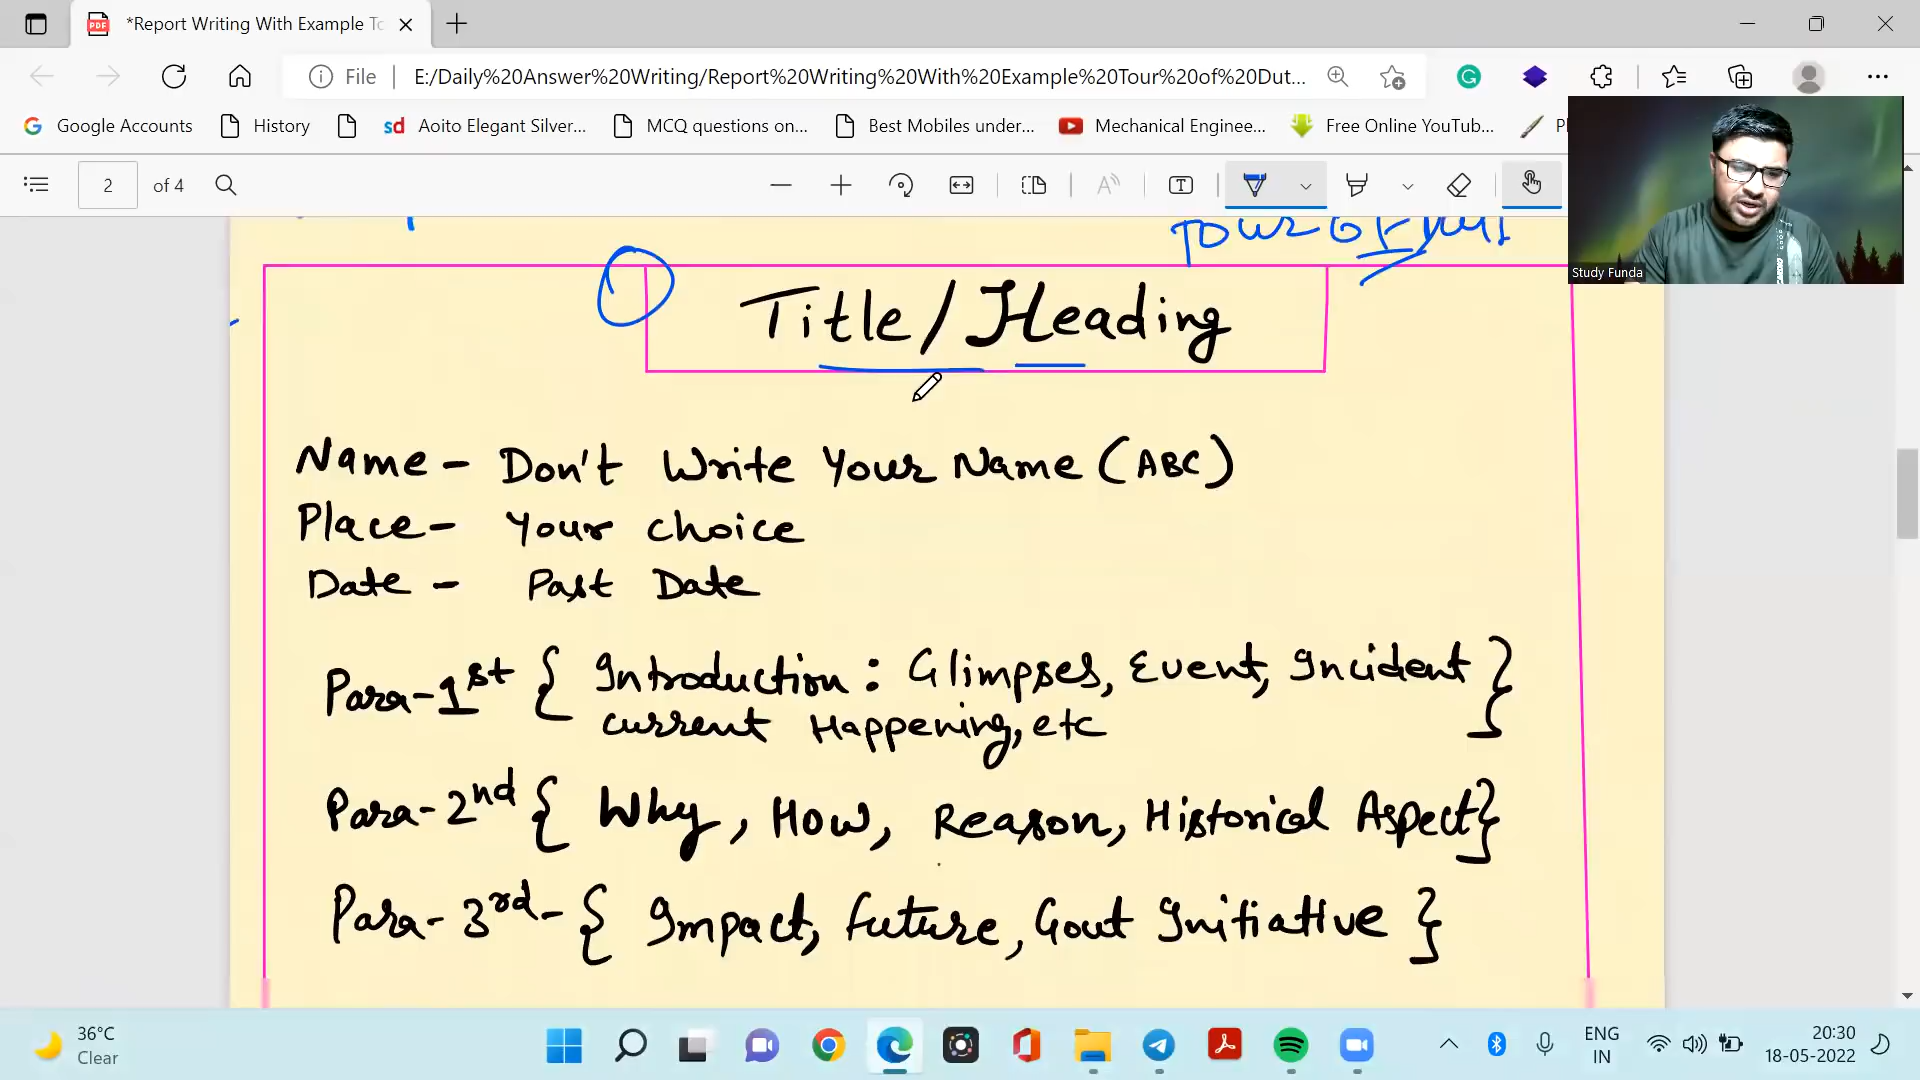 *Report Writing With Example To
File
E:/Daily%20Answer%20Writing/Report%20Writing%20With%20Example%20Tour%20of%20Dut...
Google Accounts
History
sd
Aoito Elegant Silver...
MCQ questions on...
Best Mobiles under...
Mechanical Enginee...
Free Online YouTub...
2
of 4
Tour of
Study Funda
Title/Heading
Name - Don't Write Your Name (ABC)
Place - Your choice
Date - Past Date
Para-1st { Introduction: Glimpses, Event, Incident }
current Happening, etc
Para-2nd { Why, How, Reason, Historical Aspect}
Para-3rd- { Impact, Future, Govt Initiative }
36°C
Clear
ENG
IN
20:30
18-05-2022